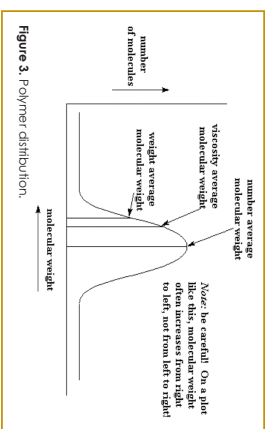 number
of molecules
number average
molecular weight
viscosity average
molecular weight
weight average
molecular weight
Note: be careful! On a plot
like this, molecular weight
often increases from right
to left, not from left to right!
molecular weight
Figure 3. Polymer distribution.